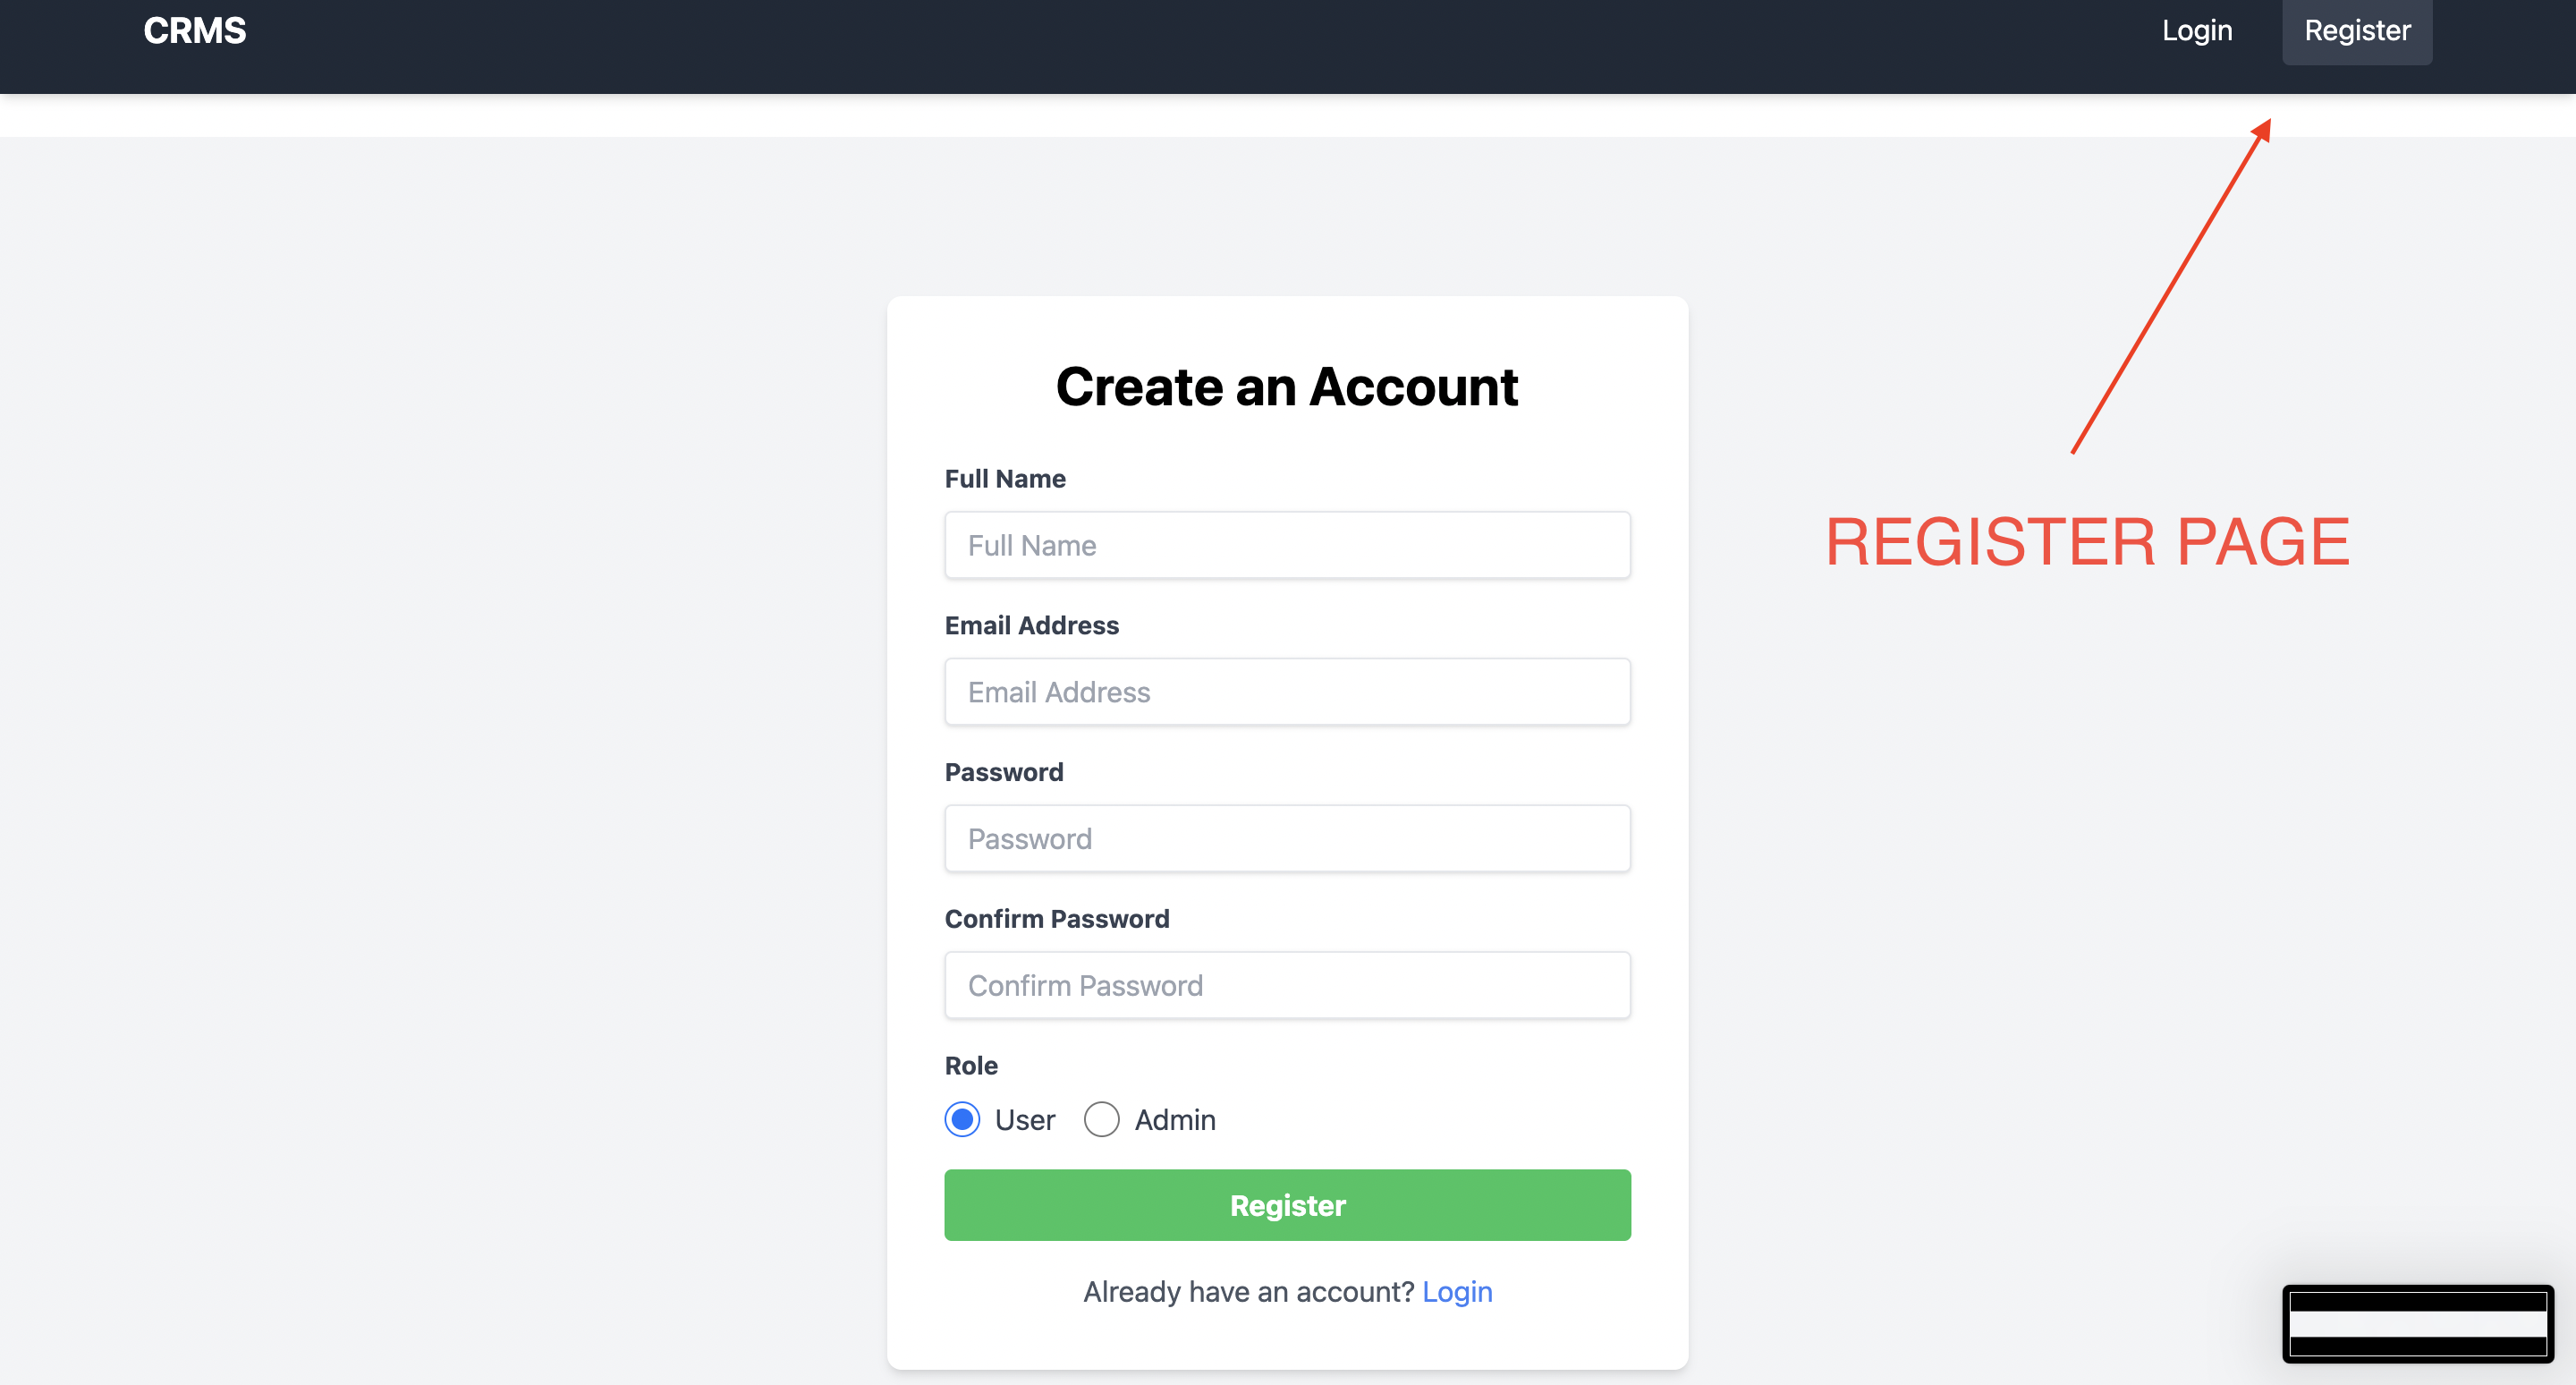 CRMS
Login
Register
Create an Account
Full Name
Full Name
REGISTER PAGE
Email Address
Email Address
Password
Password
Confirm Password
Confirm Password
Role
User
Admin
Register
Already have an account? Login